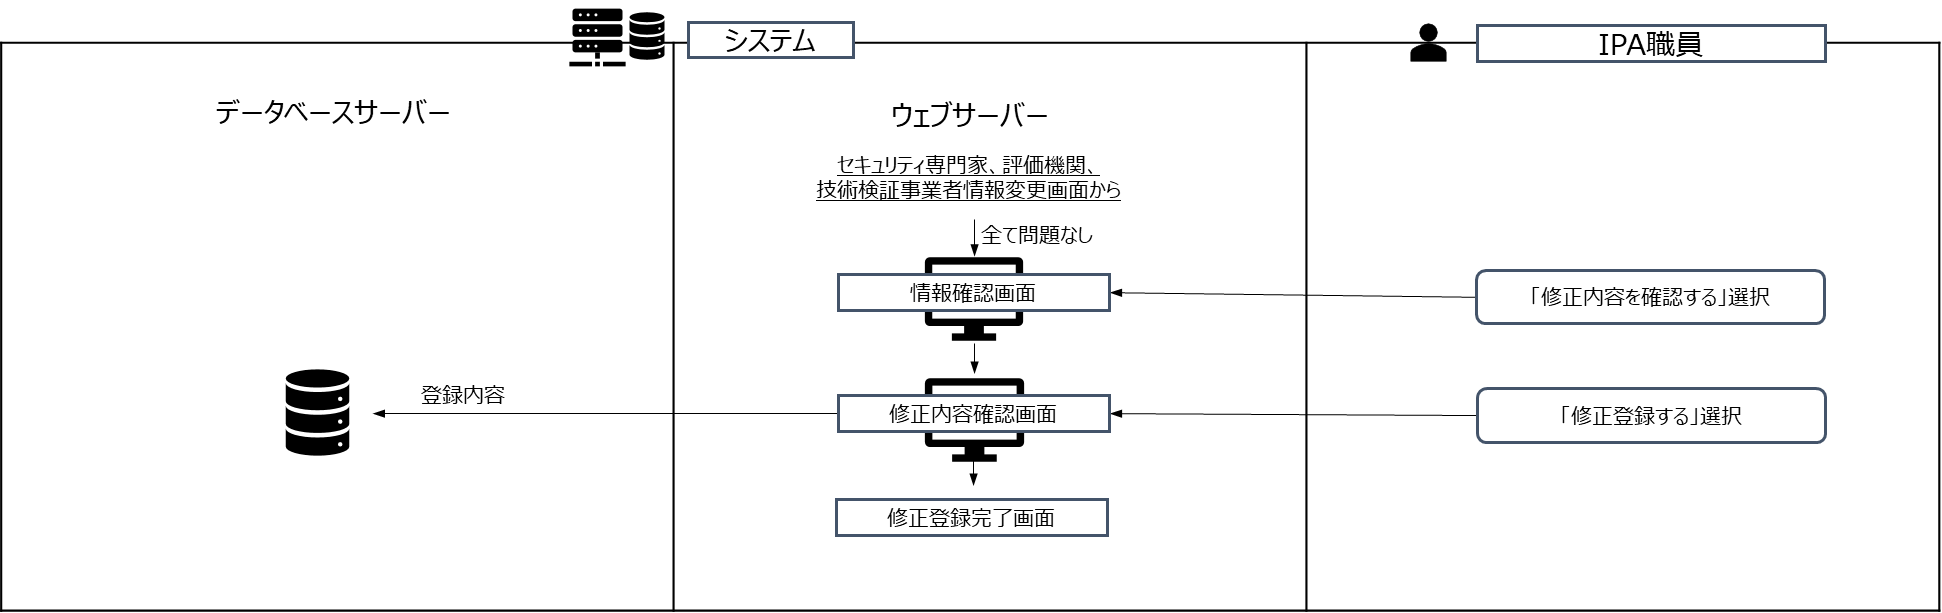 システム
IPA職員
データベースサーバー
ウェブサーバー
セキュリティ専門家、評価機関、
技術検証事業者情報変更画面から
全て問題なし
情報確認画面
「修正内容を確認する」選択
登録内容
修正内容確認画面
「修正登録する」選択
修正登録完了画面